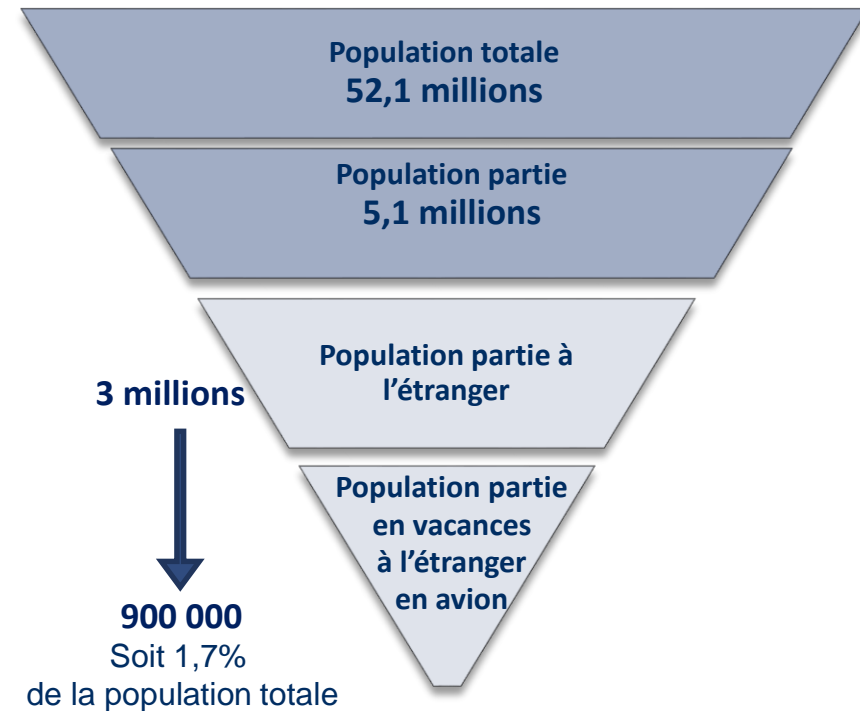 Population totale
52,1 millions
Population partie
5,1 millions
Population partie à
l’étranger
3 millions
Population partie
en vacances
à l’étranger
en avion
900 000
Soit 1,7%
de la population totale